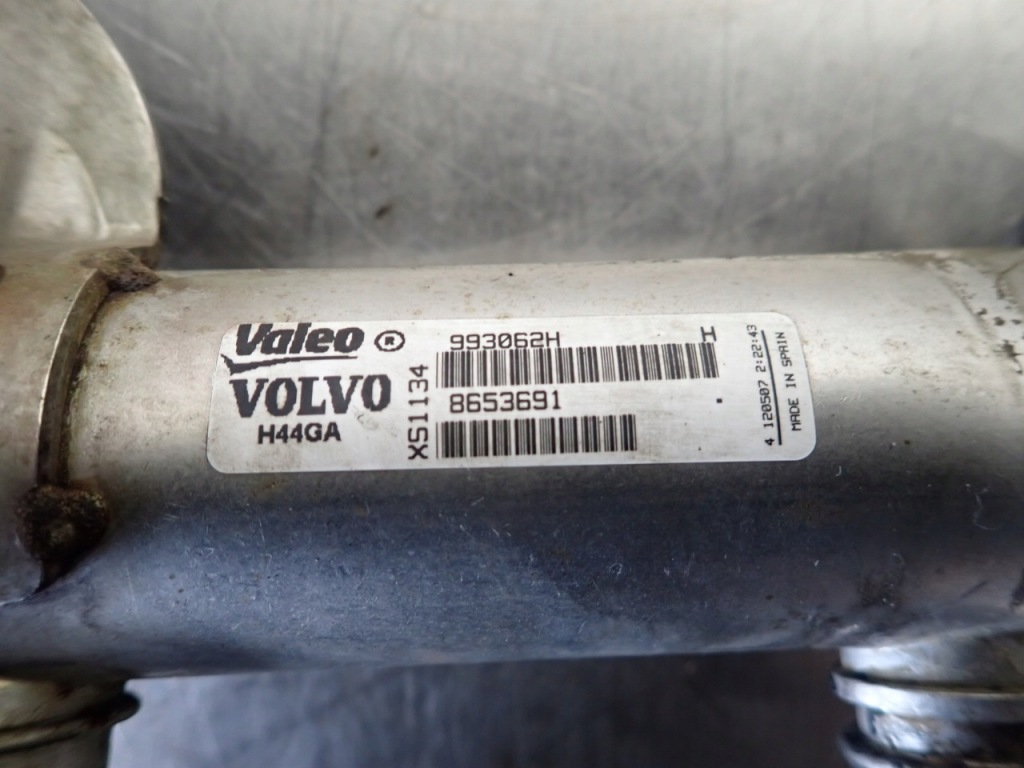 Valeo ®
VOLVO
H44GA
XS1134
993062H H
8653691
4 120507 2:22:43
MADE IN SPAIN